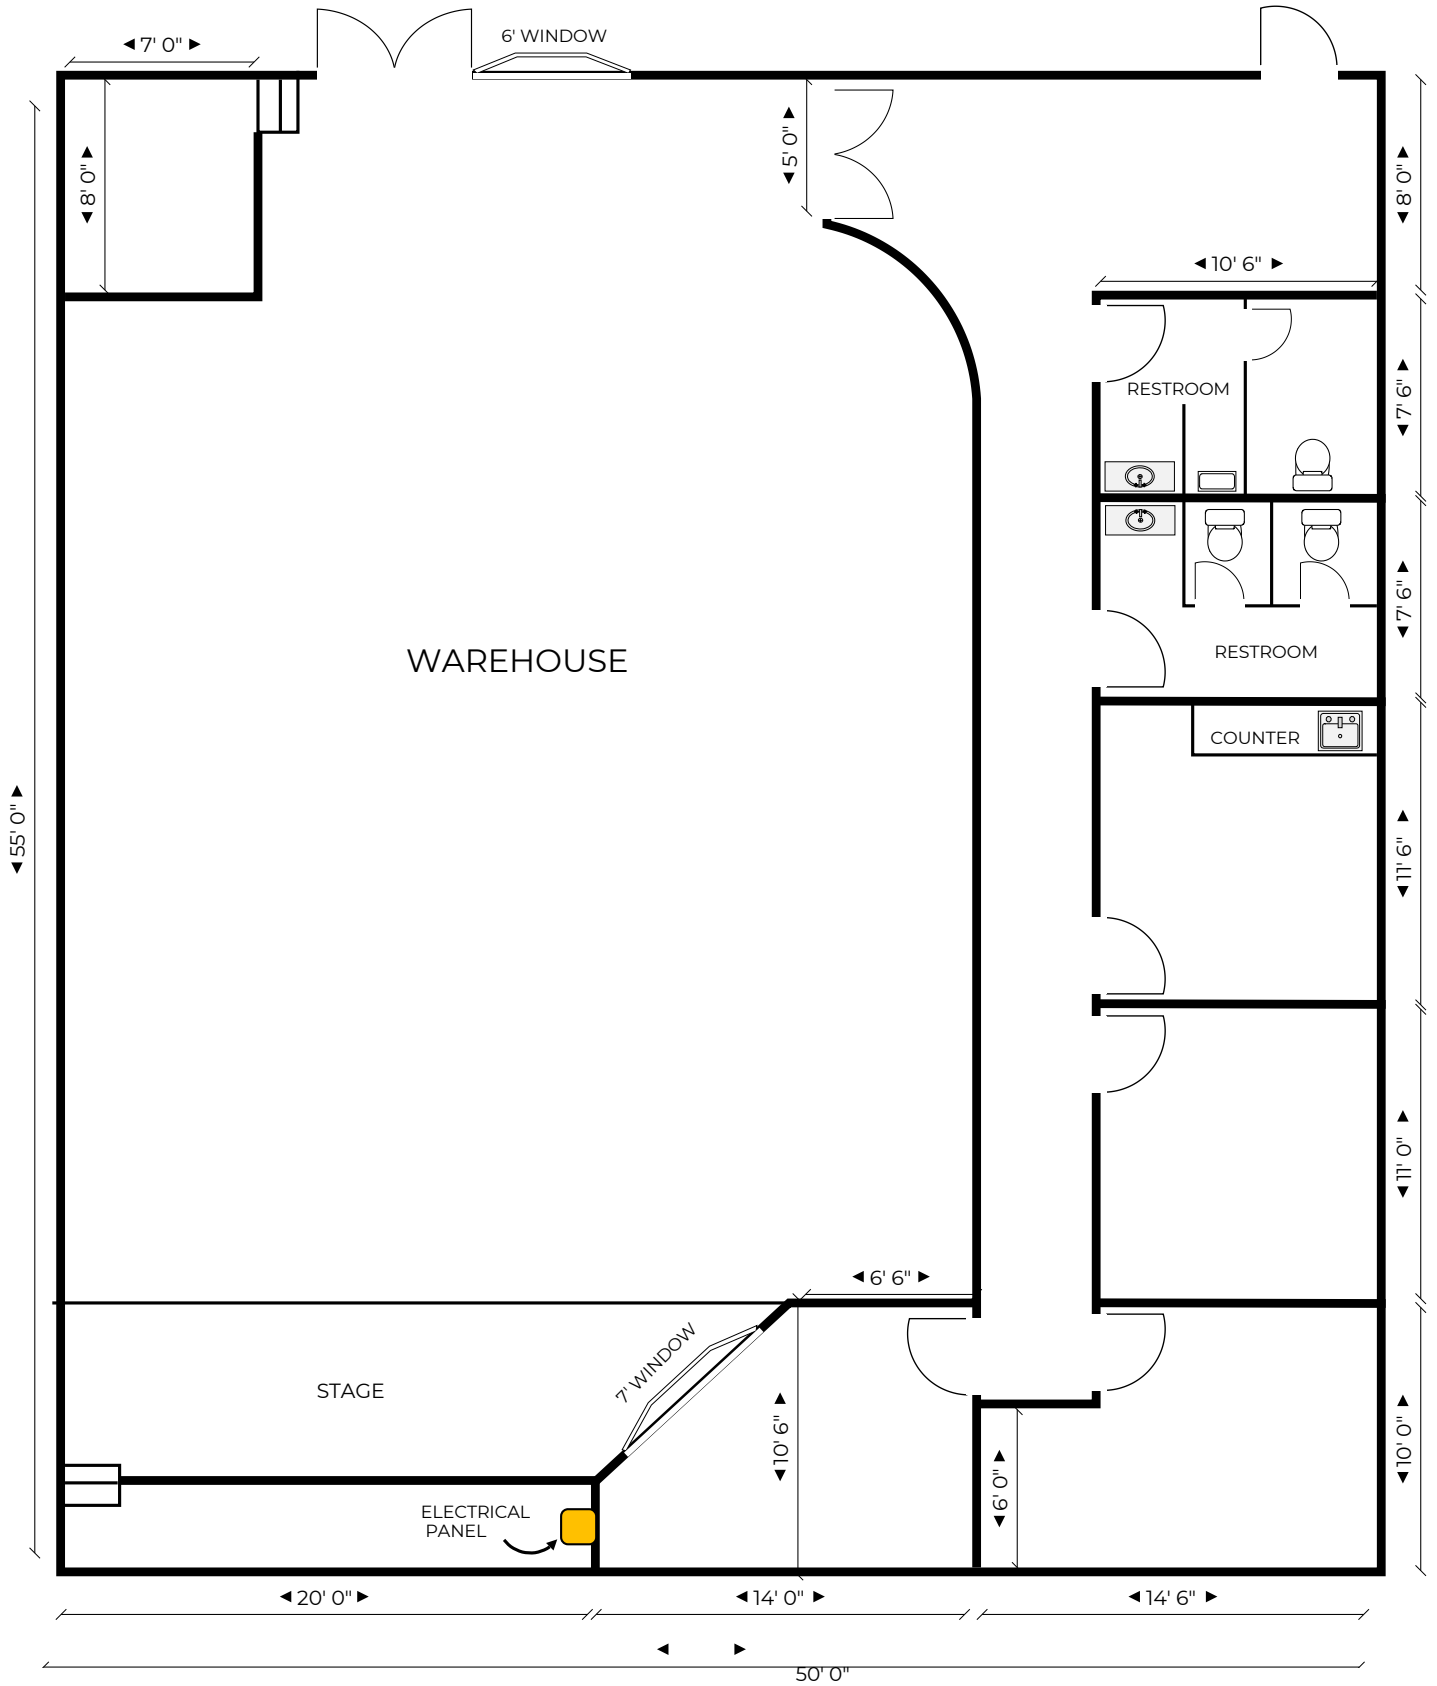 6' WINDOW
7' 0"
5' 0"
8' 0"
8' 0"
10' 6"
RESTROOM
7' 6"
7' 6"
RESTROOM
WAREHOUSE
COUNTER
55' 0"
11' 6"
11' 0"
6' 6"
7' WINDOW
STAGE
10' 6"
10' 0"
6' 0"
ELECTRICAL
PANEL
20' 0"
14' 0"
14' 6"
50' 0"